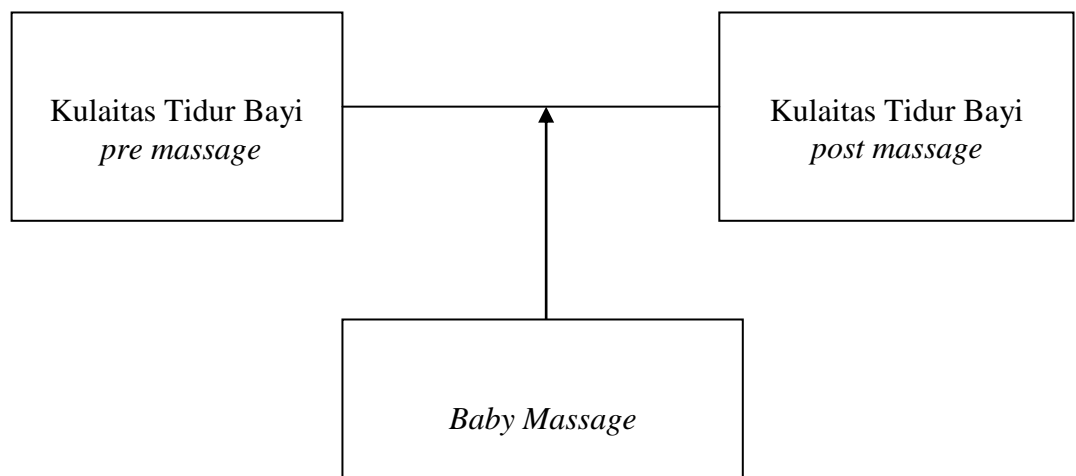 Kulaitas Tidur Bayi
pre massage
Kulaitas Tidur Bayi
post massage
Baby Massage